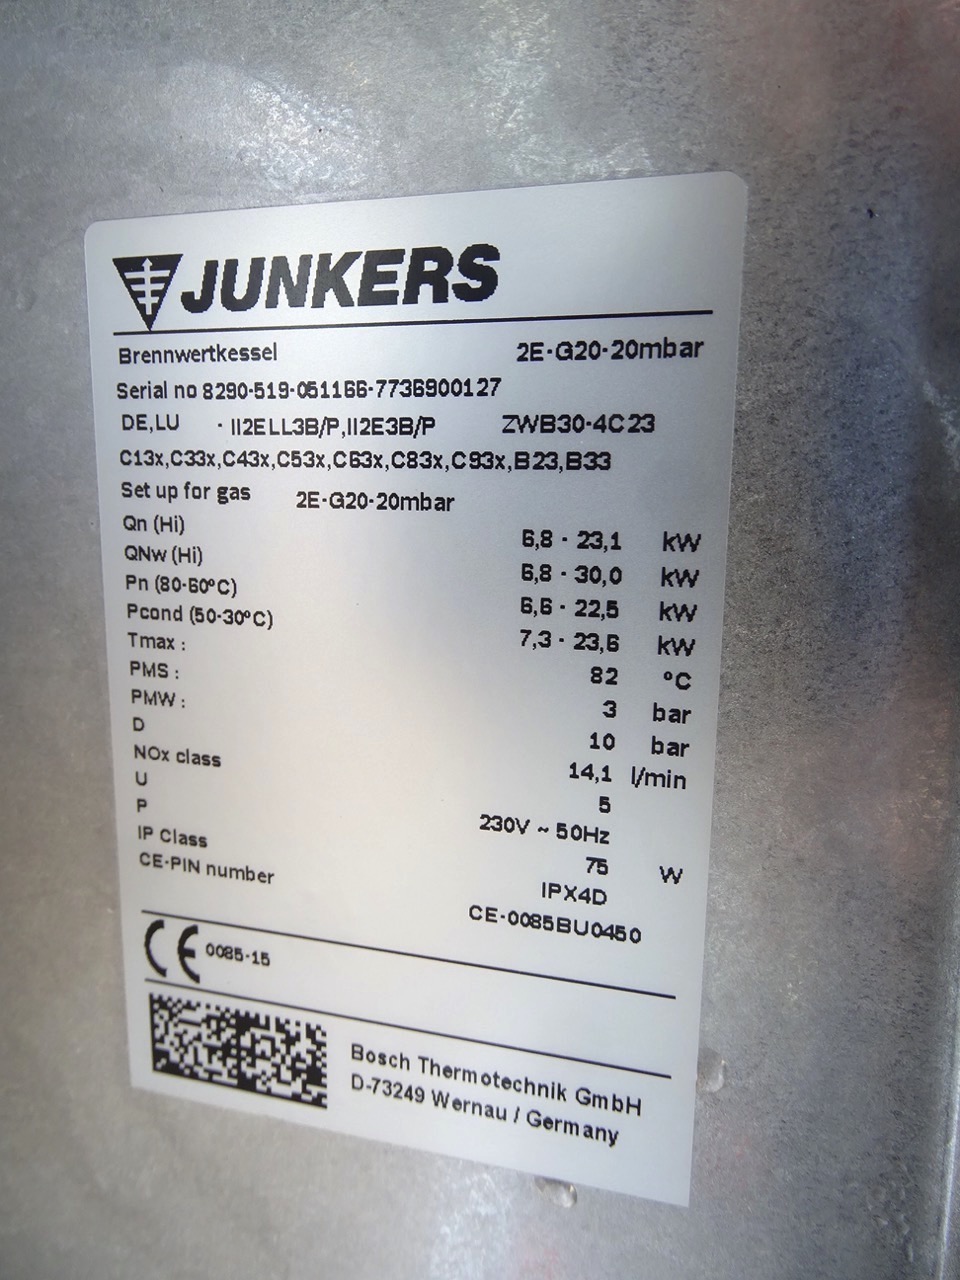 JUNKERS
Brennwertkessel 2E-G20-20mbar
Serial no 8290-519-051166-7736900127
DE,LU - II2ELL3B/P,II2E3B/P ZWB30-4C23
C13x,C33x,C43x,C53x,C63x,C83x,C93x,B23,B33
Set up for gas 2E-G20-20mbar
Qn (Hi) 6,8 - 23,1 kW
QNw (Hi) 6,8 - 30,0 kW
Pn (80-60°C) 6,6 - 22,5 kW
Pcond (50-30°C) 7,3 - 23,6 kW
Tmax : 82 °C
PMS : 3 bar
PMW : 10 bar
D 14,1 l/min
NOx class 5
U 230V ~ 50Hz
P 75 W
IP Class IPX4D
CE-PIN number CE-0085BU0450
CE 0085-15
Bosch Thermotechnik GmbH
D-73249 Wernau / Germany